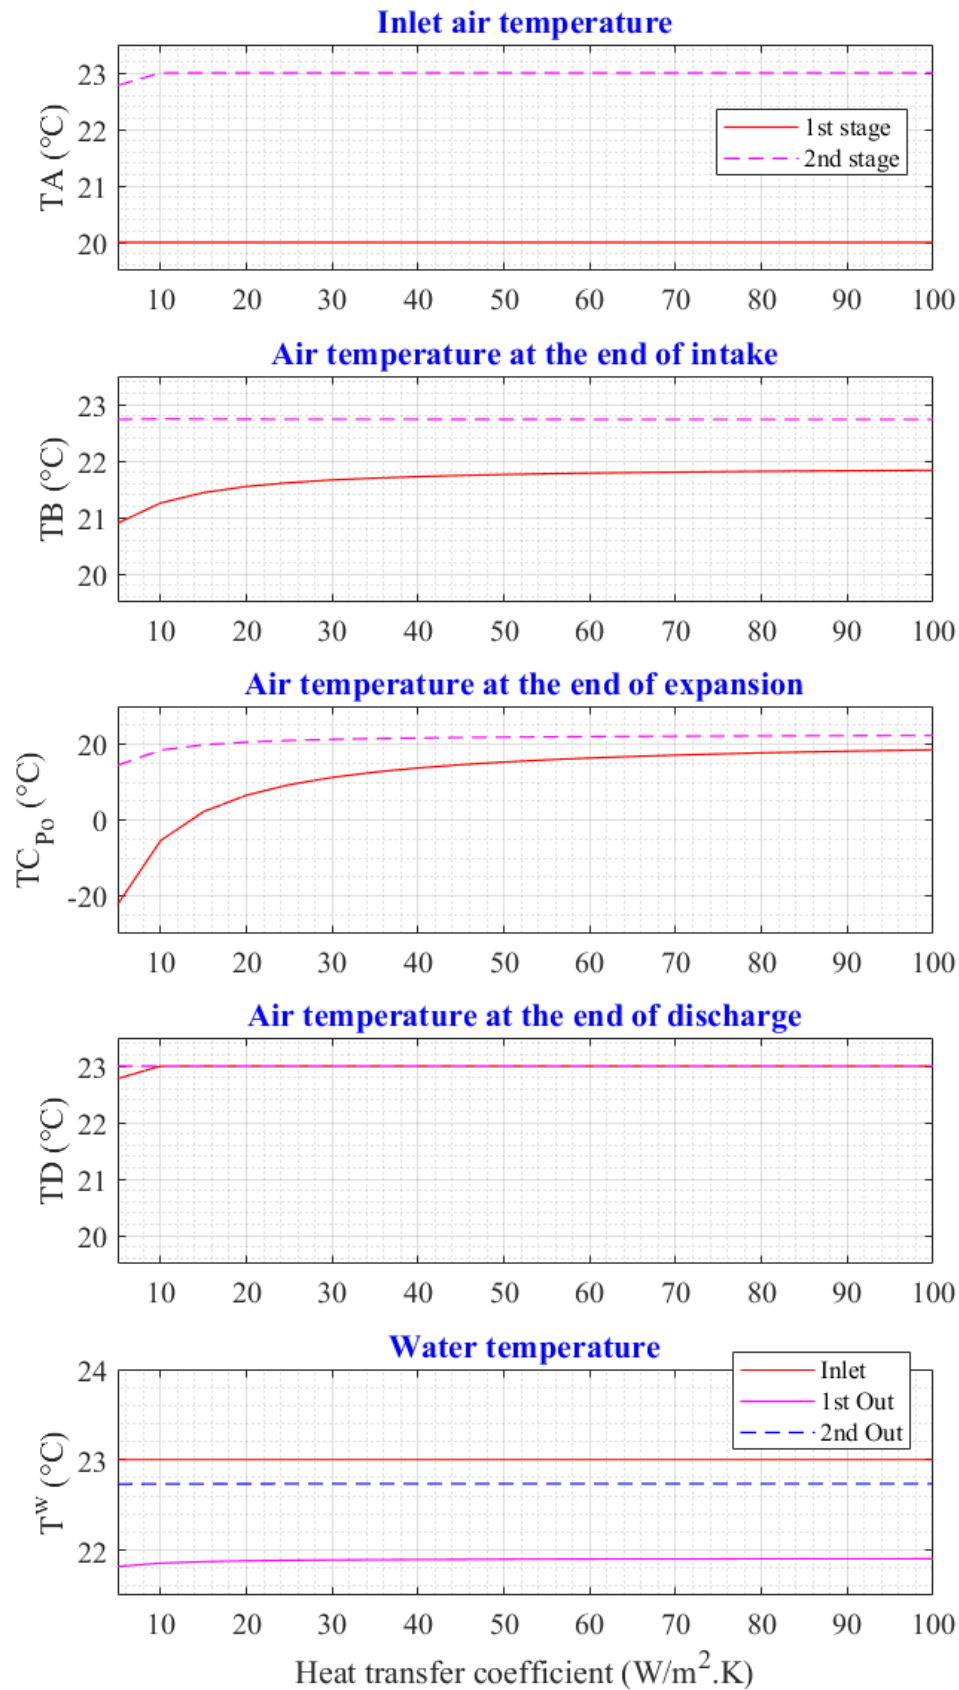 Inlet air temperature
TA (°C)
23
22
21
20
1st stage
2nd stage
10 20 30 40 50 60 70 80 90 100
Air temperature at the end of intake
TB (°C)
23
22
21
20
10 20 30 40 50 60 70 80 90 100
Air temperature at the end of expansion
TC_Po (°C)
20
0
-20
10 20 30 40 50 60 70 80 90 100
Air temperature at the end of discharge
TD (°C)
23
22
21
20
10 20 30 40 50 60 70 80 90 100
Water temperature
T^w (°C)
24
23
22
Inlet
1st Out
2nd Out
10 20 30 40 50 60 70 80 90 100
Heat transfer coefficient (W/m².K)